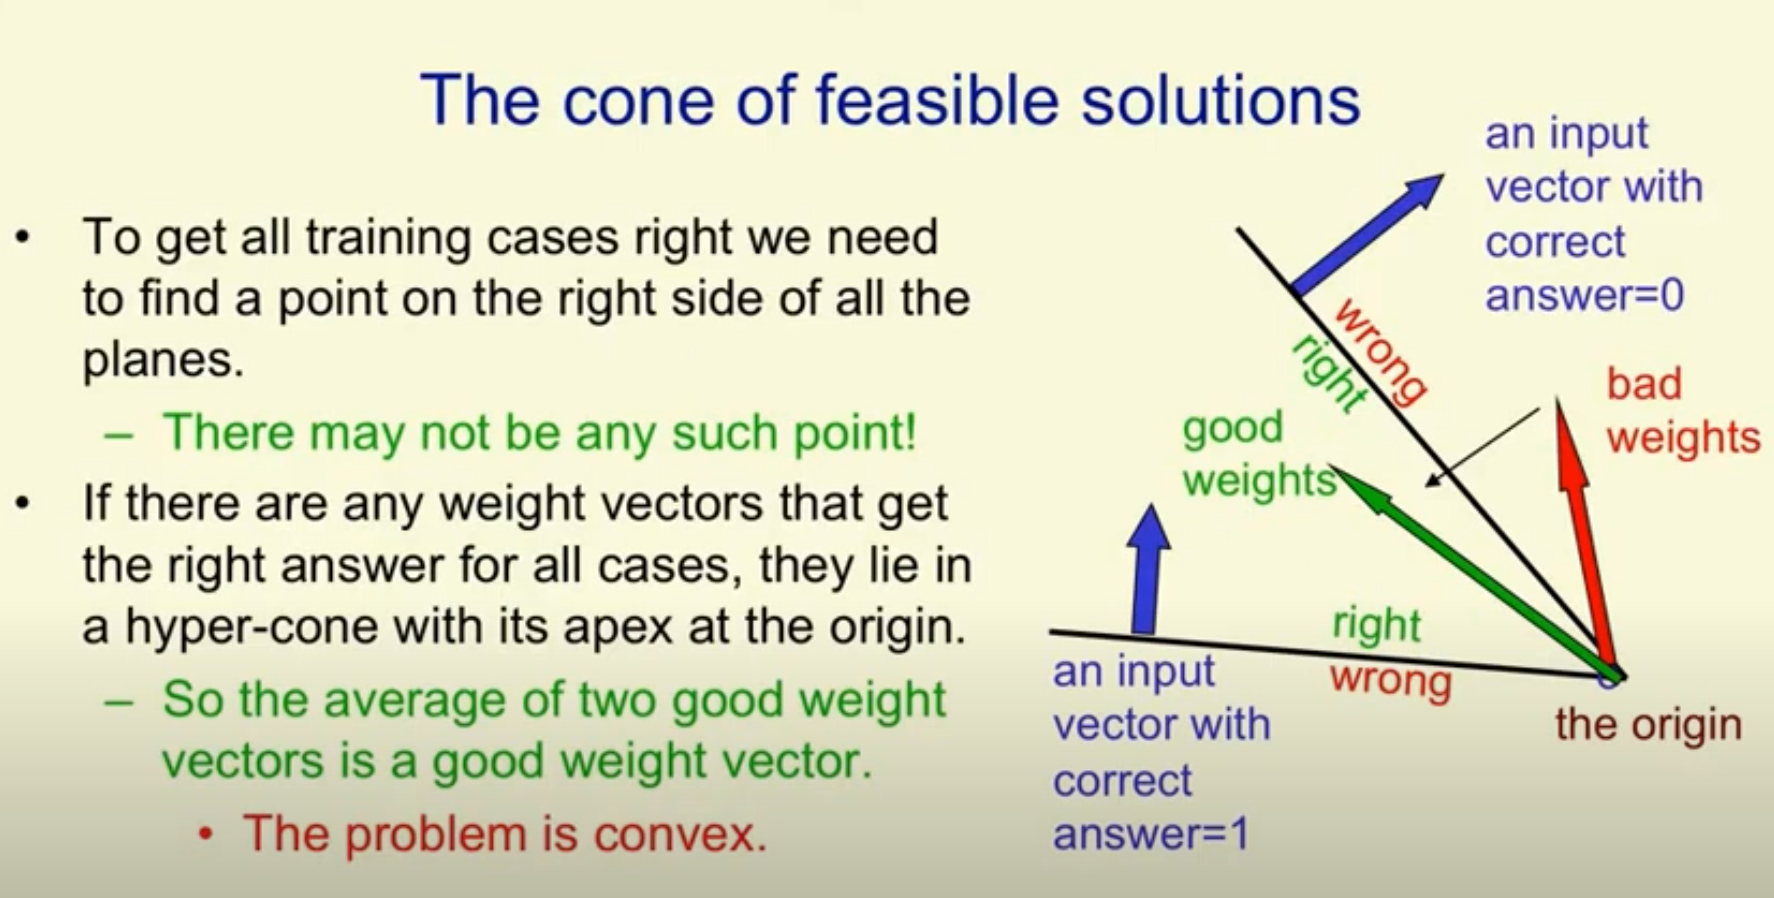 The cone of feasible solutions
• To get all training cases right we need
to find a point on the right side of all the
planes.
– There may not be any such point!
• If there are any weight vectors that get
the right answer for all cases, they lie in
a hyper-cone with its apex at the origin.
– So the average of two good weight
vectors is a good weight vector.
• The problem is convex.
an input
vector with
correct
answer=0
wrong
right
bad
weights
good
weights
right
wrong
an input
vector with
correct
answer=1
the origin